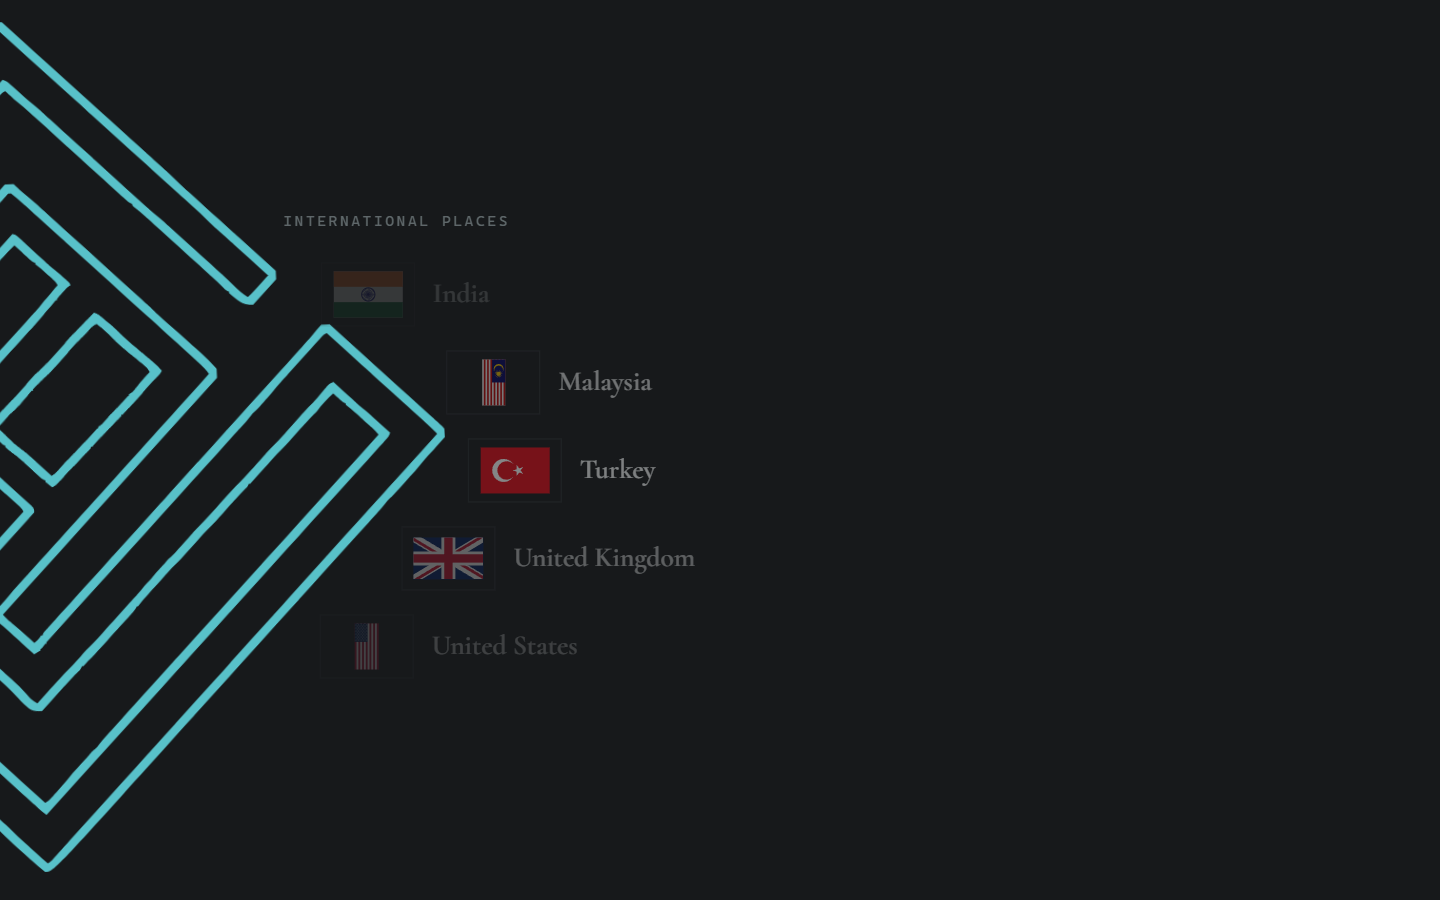 INTERNATIONAL PLACES
India
Malaysia
Turkey
United Kingdom
United States